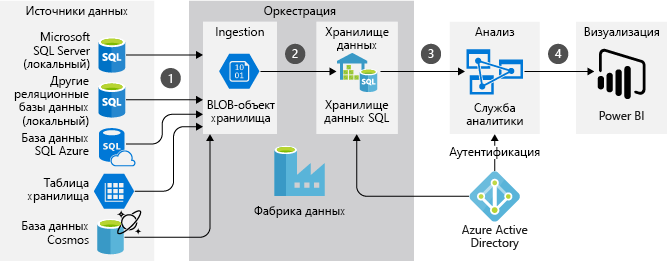 Источники данных
Microsoft
SQL Server
(локальный)
SQL
Другие
реляционные
базы данных
(локальный)
SQL
База данных
SQL Azure
SQL
Таблица
хранилища
База данных
Cosmos
1
Оркестрация
Ingestion
10
01
BLOB-объект
хранилища
2
Хранилище
данных
SQL
Хранилище
данных SQL
Фабрика данных
3
Анализ
Служба
аналитики
4
Визуализация
Power BI
Аутентификация
Azure Active
Directory